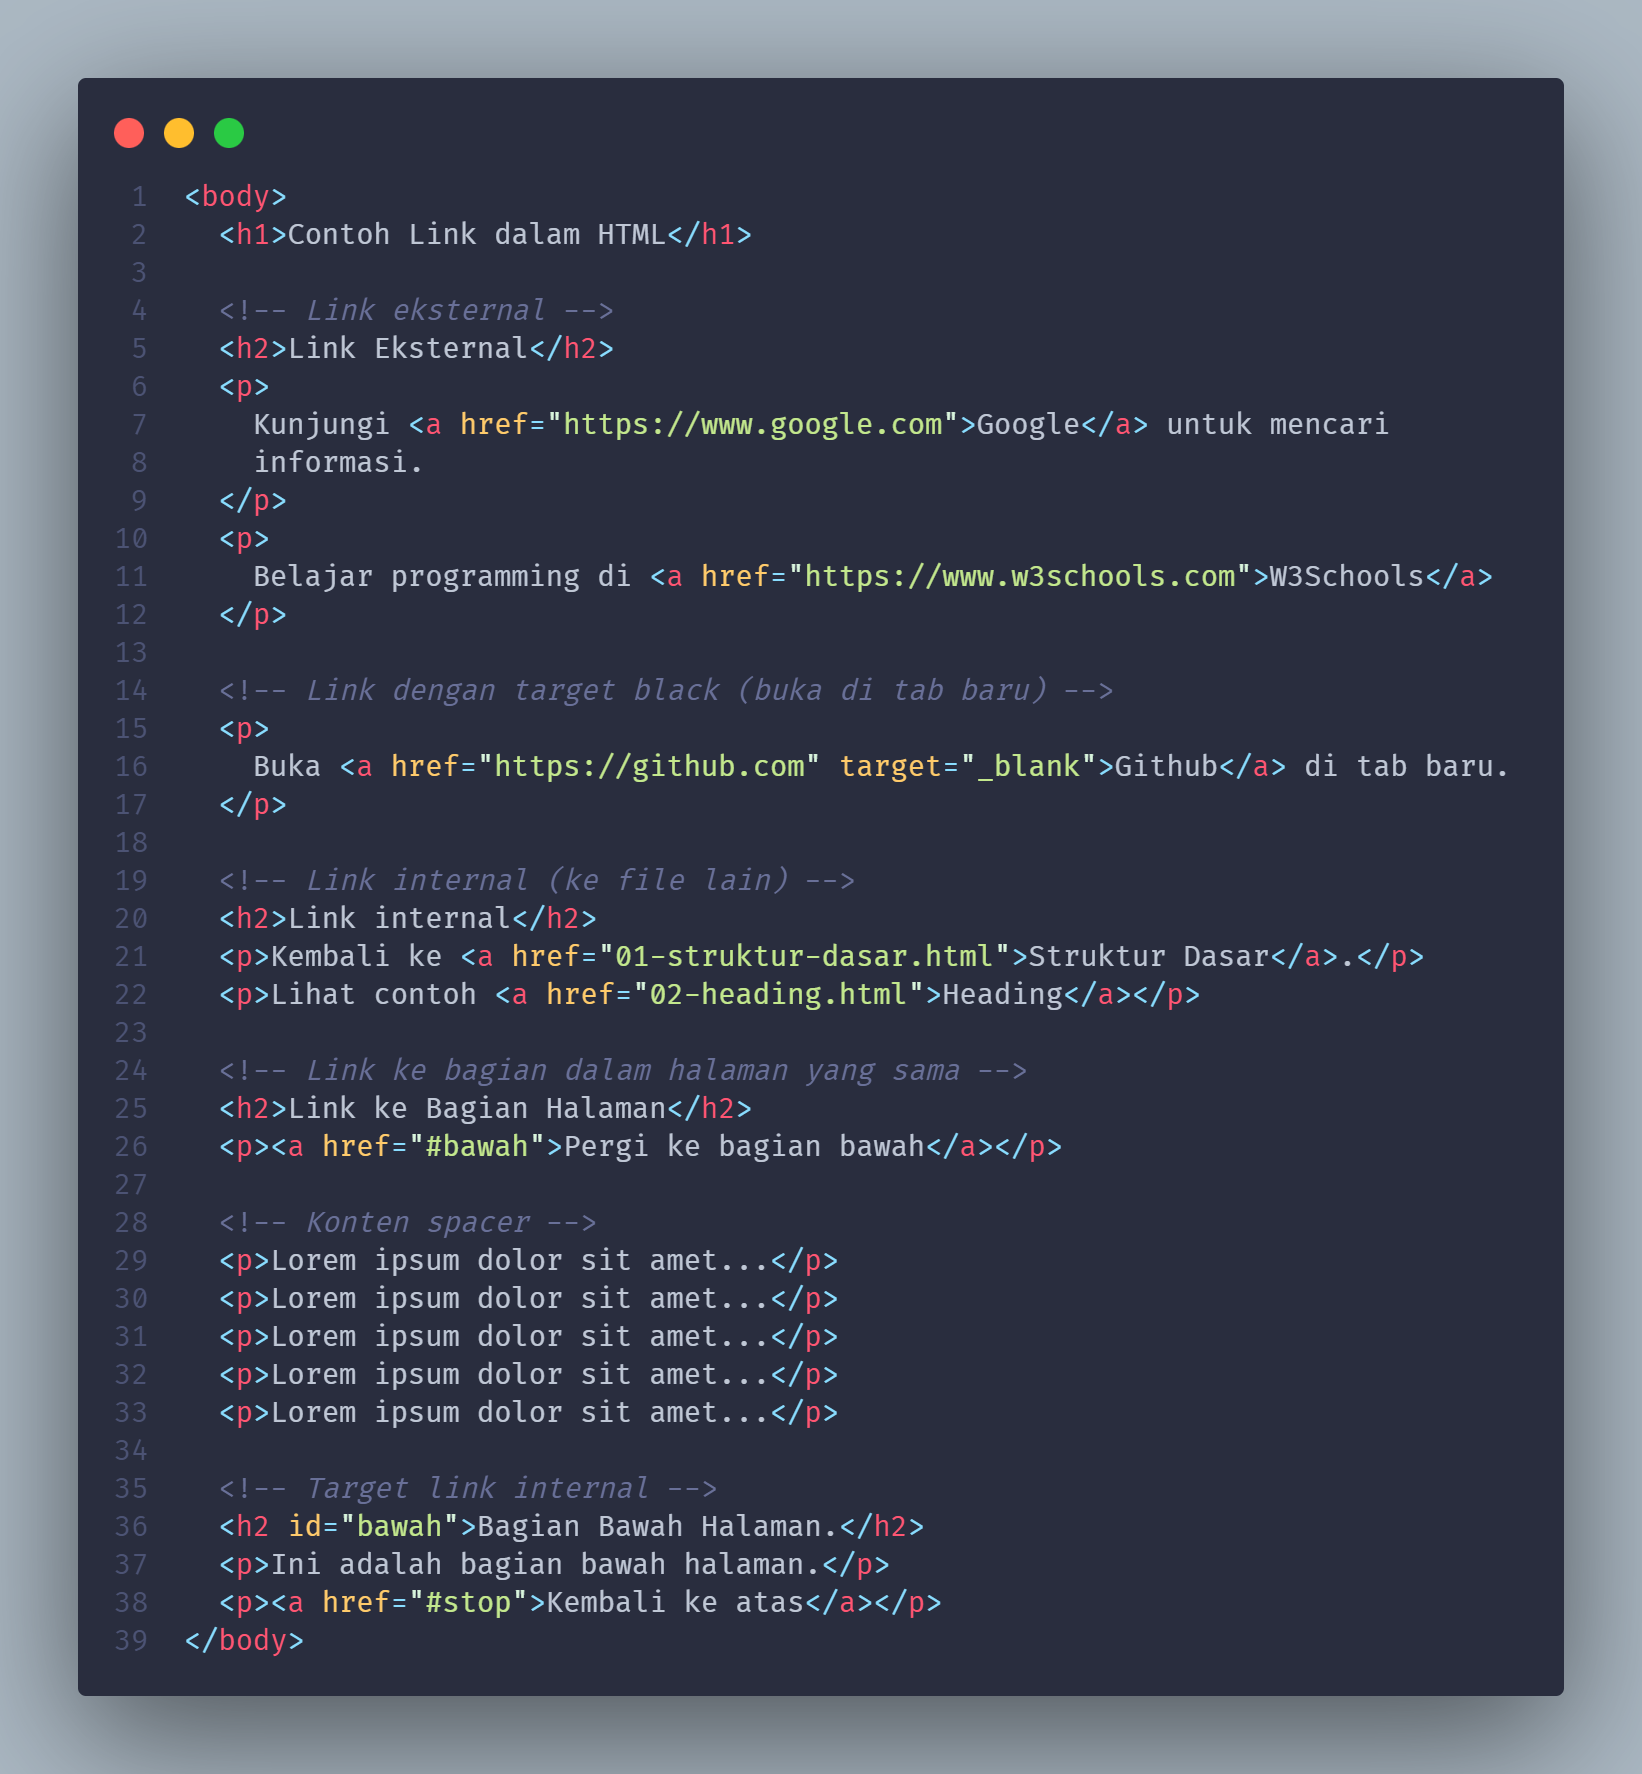 1 <body>
2   <h1>Contoh Link dalam HTML</h1>
3
4   <!-- Link eksternal -->
5   <h2>Link Eksternal</h2>
6   <p>
7     Kunjungi <a href="https://www.google.com">Google</a> untuk mencari
8     informasi.
9   </p>
10   <p>
11     Belajar programming di <a href="https://www.w3schools.com">W3Schools</a>
12   </p>
13
14   <!-- Link dengan target black (buka di tab baru) -->
15   <p>
16     Buka <a href="https://github.com" target="_blank">Github</a> di tab baru.
17   </p>
18
19   <!-- Link internal (ke file lain) -->
20   <h2>Link internal</h2>
21   <p>Kembali ke <a href="01-struktur-dasar.html">Struktur Dasar</a>.</p>
22   <p>Lihat contoh <a href="02-heading.html">Heading</a></p>
23
24   <!-- Link ke bagian dalam halaman yang sama -->
25   <h2>Link ke Bagian Halaman</h2>
26   <p><a href="#bawah">Pergi ke bagian bawah</a></p>
27
28   <!-- Konten spacer -->
29   <p>Lorem ipsum dolor sit amet...</p>
30   <p>Lorem ipsum dolor sit amet...</p>
31   <p>Lorem ipsum dolor sit amet...</p>
32   <p>Lorem ipsum dolor sit amet...</p>
33   <p>Lorem ipsum dolor sit amet...</p>
34
35   <!-- Target link internal -->
36   <h2 id="bawah">Bagian Bawah Halaman.</h2>
37   <p>Ini adalah bagian bawah halaman.</p>
38   <p><a href="#stop">Kembali ke atas</a></p>
39 </body>